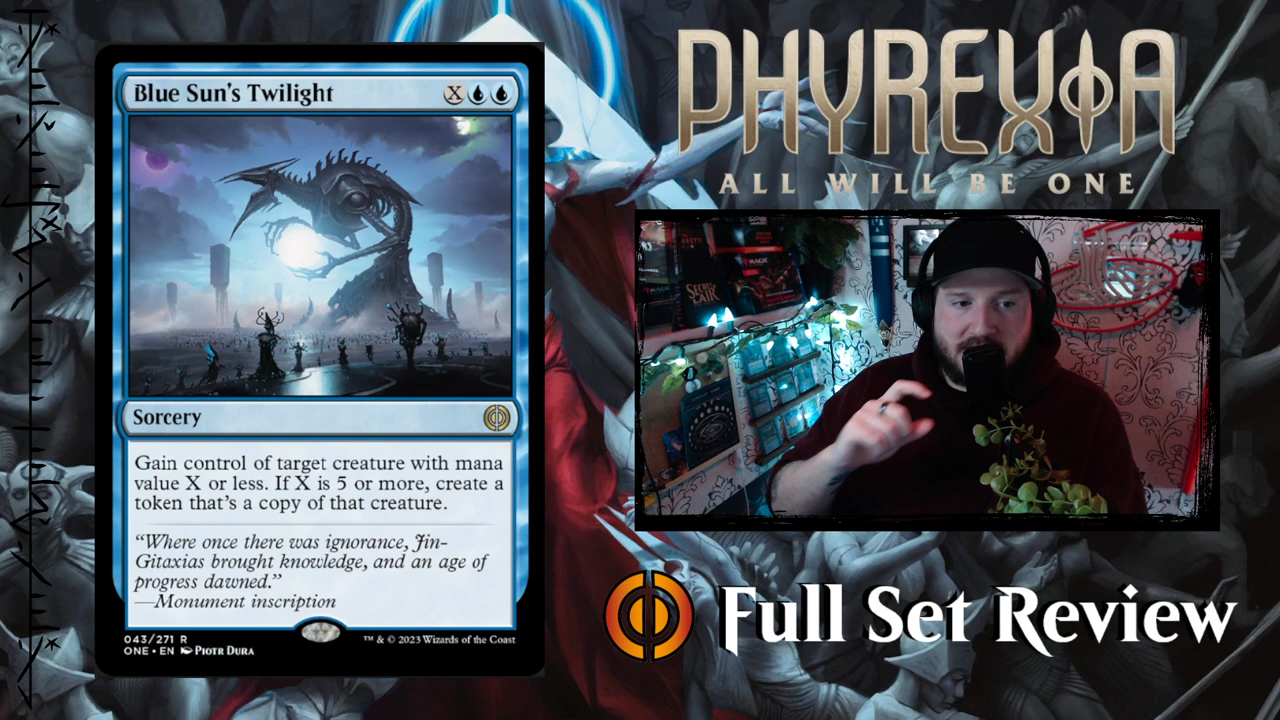 Blue Sun's Twilight
X
Sorcery
Gain control of target creature with mana
value X or less. If X is 5 or more, create a
token that's a copy of that creature.
“Where once there was ignorance, Jin-
Gitaxias brought knowledge, and an age of
progress dawned.”
—Monument inscription
043/271 R
ONE • EN PIOTR DURA
™ & © 2023 Wizards of the Coast
PHYREXIA
ALL WILL BE ONE
SECRET
LAIR
MAGIC
Full Set Review